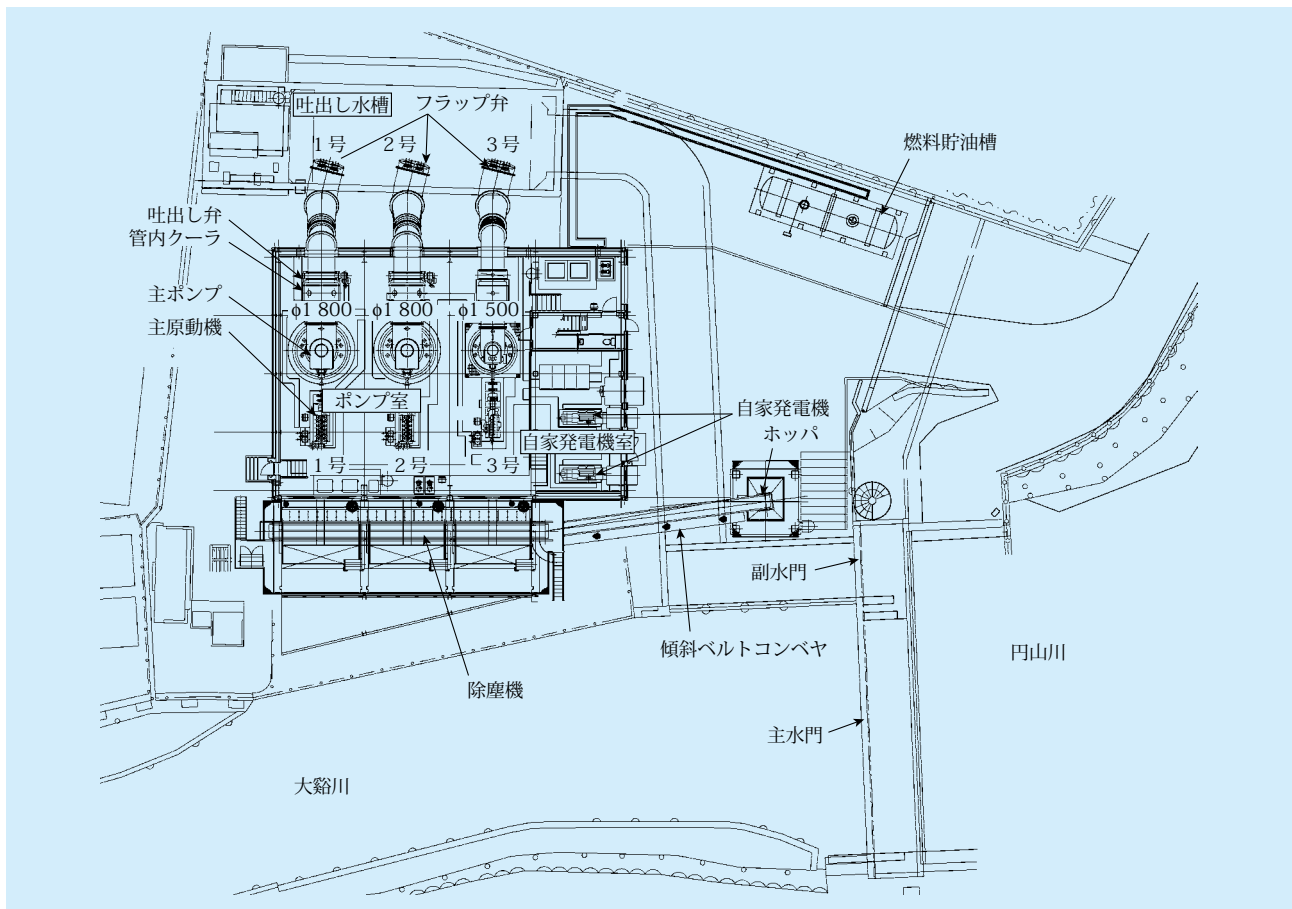 吐出し水槽
フラップ弁
1号
2号
3号
燃料貯油槽
吐出し弁
管内クーラ
主ポンプ
φ1 800
φ1 800
φ1 500
主原動機
ポンプ室
自家発電機
ホッパ
自家発電機室
1号
2号
3号
副水門
傾斜ベルトコンベヤ
円山川
除塵機
主水門
大谿川